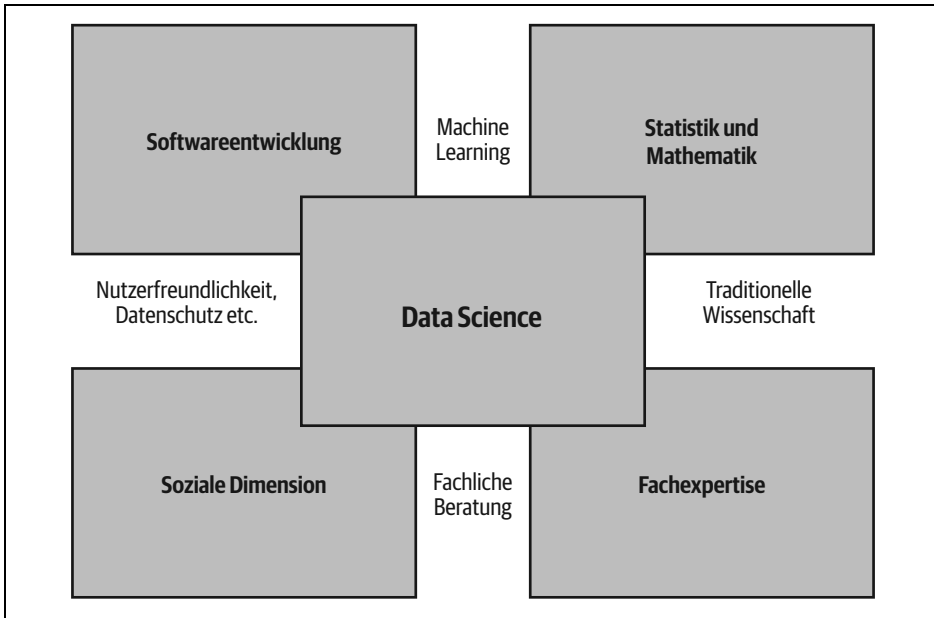 Softwareentwicklung
Machine
Learning
Statistik und
Mathematik
Nutzerfreundlichkeit,
Datenschutz etc.
Data Science
Traditionelle
Wissenschaft
Soziale Dimension
Fachliche
Beratung
Fachexpertise